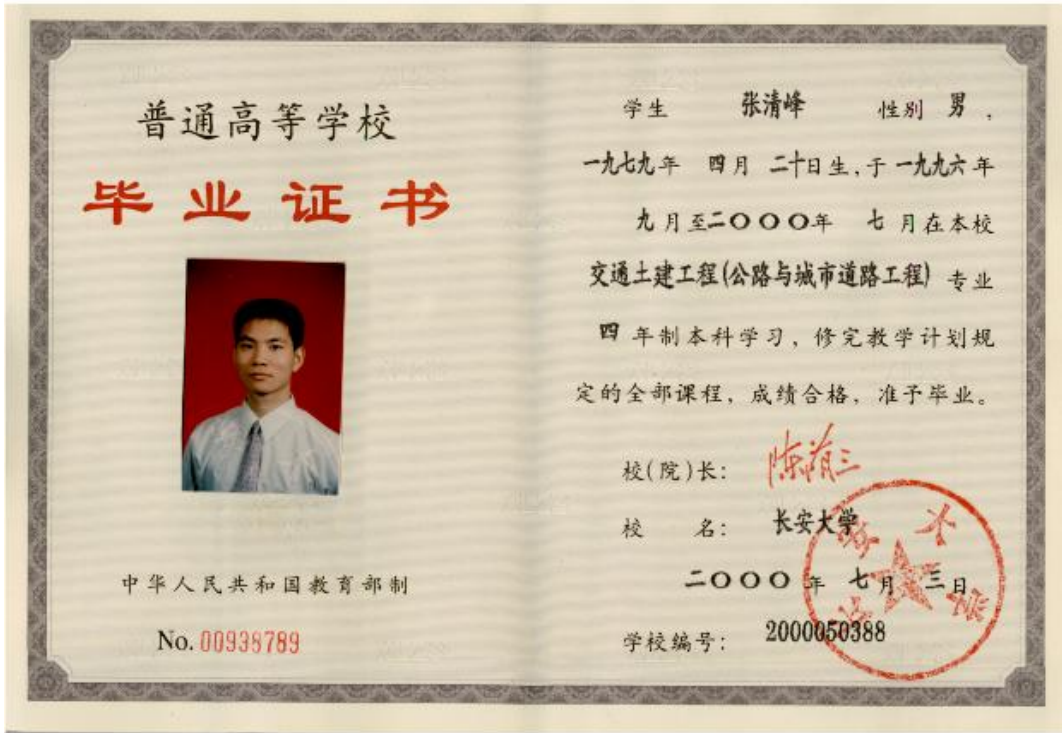 普通高等学校
毕业证书
中华人民共和国教育部制
No. 00938789
学生 张清峰 性别 男，
一九七九年 四月 二十日生，于一九九六年
九月至二〇〇〇年 七月在本校
交通土建工程(公路与城市道路工程) 专业
四年制本科学习，修完教学计划规
定的全部课程，成绩合格，准予毕业。
校(院)长：
校 名： 长安大学
二〇〇〇年 七月 三日
学校编号： 2000050388